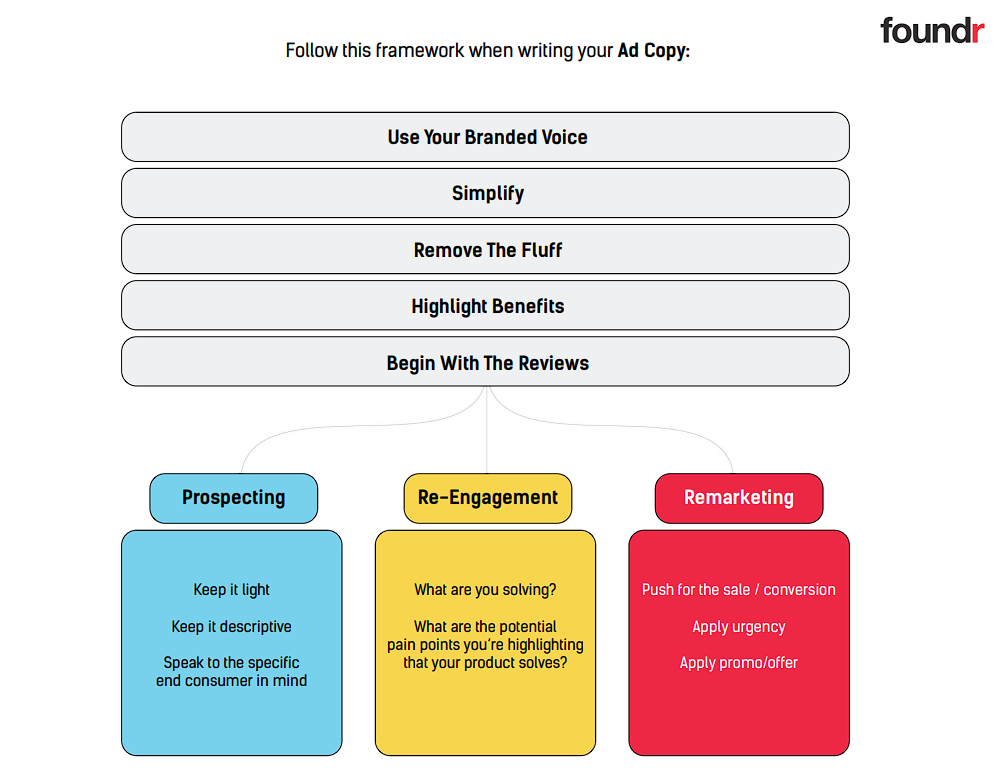 foundr
Follow this framework when writing your Ad Copy:
Use Your Branded Voice
Simplify
Remove The Fluff
Highlight Benefits
Begin With The Reviews
Prospecting
Keep it light
Keep it descriptive
Speak to the specific
end consumer in mind
Re-Engagement
What are you solving?
What are the potential
pain points you're highlighting
that your product solves?
Remarketing
Push for the sale / conversion
Apply urgency
Apply promo/offer